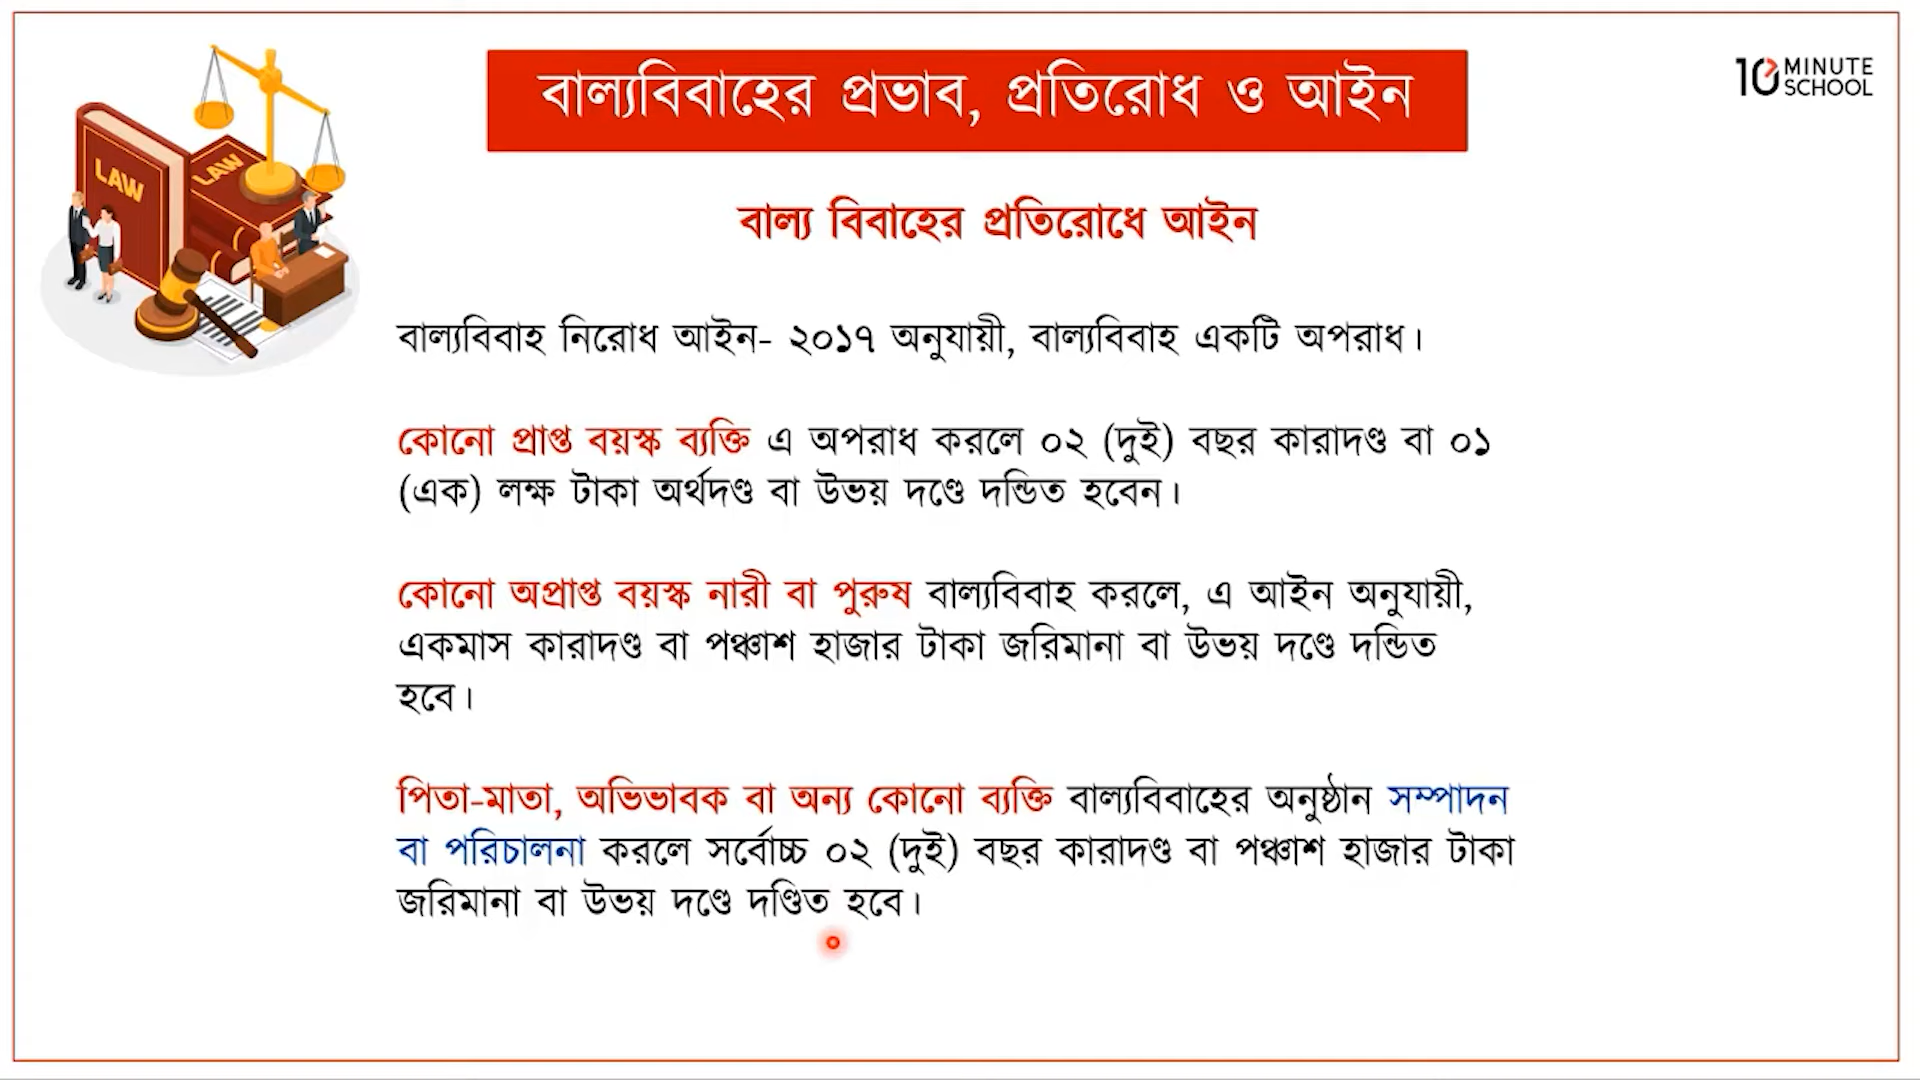 বাল্যবিবাহের প্রভাব, প্রতিরোধ ও আইন
10 MINUTE SCHOOL
LAW
LAW
বাল্য বিবাহের প্রতিরোধে আইন
বাল্যবিবাহ নিরোধ আইন- ২০১৭ অনুযায়ী, বাল্যবিবাহ একটি অপরাধ।
কোনো প্রাপ্ত বয়স্ক ব্যক্তি এ অপরাধ করলে ০২ (দুই) বছর কারাদণ্ড বা ০১
(এক) লক্ষ টাকা অর্থদণ্ড বা উভয় দণ্ডে দন্ডিত হবেন।
কোনো অপ্রাপ্ত বয়স্ক নারী বা পুরুষ বাল্যবিবাহ করলে, এ আইন অনুযায়ী,
একমাস কারাদণ্ড বা পঞ্চাশ হাজার টাকা জরিমানা বা উভয় দণ্ডে দন্ডিত
হবে।
পিতা-মাতা, অভিভাবক বা অন্য কোনো ব্যক্তি বাল্যবিবাহের অনুষ্ঠান সম্পাদন
বা পরিচালনা করলে সর্বোচ্চ ০২ (দুই) বছর কারাদণ্ড বা পঞ্চাশ হাজার টাকা
জরিমানা বা উভয় দণ্ডে দণ্ডিত হবে।